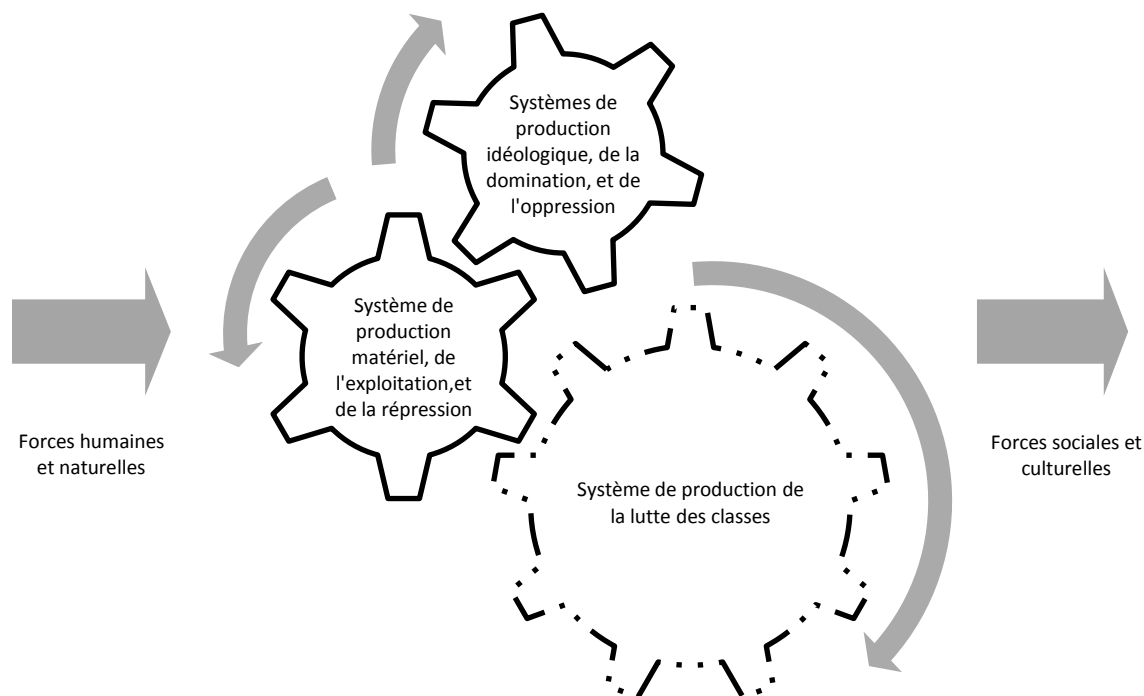 Systèmes de
production
idéologique, de la
domination, et de
l'oppression
Système de
production
matériel, de
l'exploitation,et
de la répression
Forces humaines
et naturelles
Système de production de
la lutte des classes
Forces sociales et
culturelles